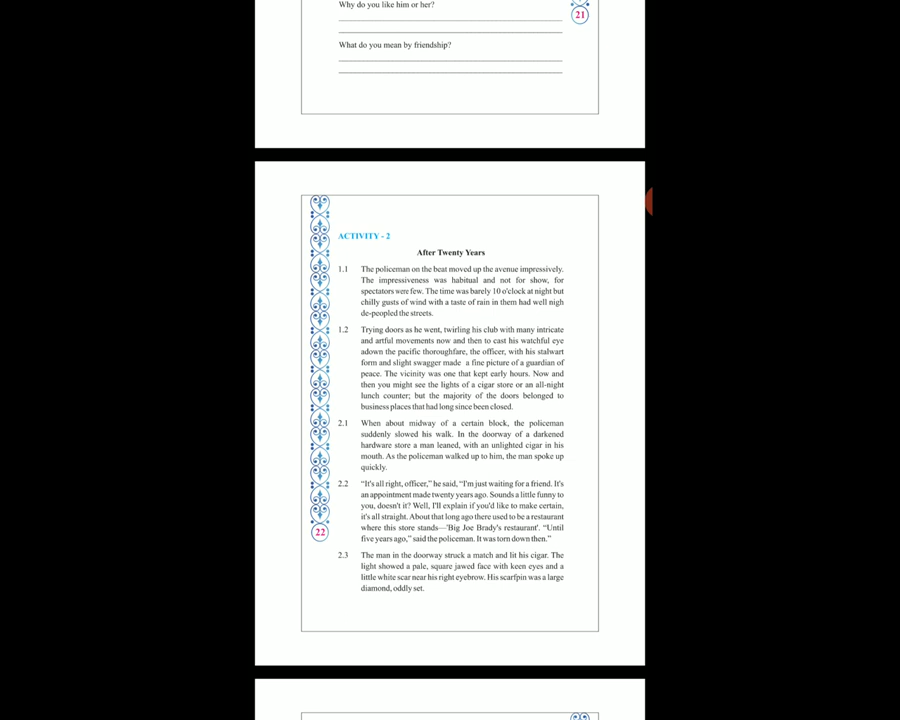 Why do you like him or her?
21
What do you mean by friendship?
ACTIVITY - 2
After Twenty Years
1.1 The policeman on the beat moved up the avenue impressively.
The impressiveness was habitual and not for show, for
spectators were few. The time was barely 10 o'clock at night but
chilly gusts of wind with a taste of rain in them had well nigh
de-peopled the streets.
1.2 Trying doors as he went, twirling his club with many intricate
and artful movements now and then to cast his watchful eye
adown the pacific thoroughfare, the officer, with his stalwart
form and slight swagger made a fine picture of a guardian of
peace. The vicinity was one that kept early hours. Now and
then you might see the lights of a cigar store or an all-night
lunch counter; but the majority of the doors belonged to
business places that had long since been closed.
2.1 When about midway of a certain block, the policeman
suddenly slowed his walk. In the doorway of a darkened
hardware store a man leaned, with an unlighted cigar in his
mouth. As the policeman walked up to him, the man spoke up
quickly.
2.2 “It's all right, officer,” he said, “I'm just waiting for a friend. It's
an appointment made twenty years ago. Sounds a little funny to
you, doesn't it? Well, I'll explain if you'd like to make certain,
it's all straight. About that long ago there used to be a restaurant
where this store stands—'Big Joe Brady's restaurant'. “Until
five years ago,” said the policeman. It was torn down then.”
22
2.3 The man in the doorway struck a match and lit his cigar. The
light showed a pale, square jawed face with keen eyes and a
little white scar near his right eyebrow. His scarfpin was a large
diamond, oddly set.